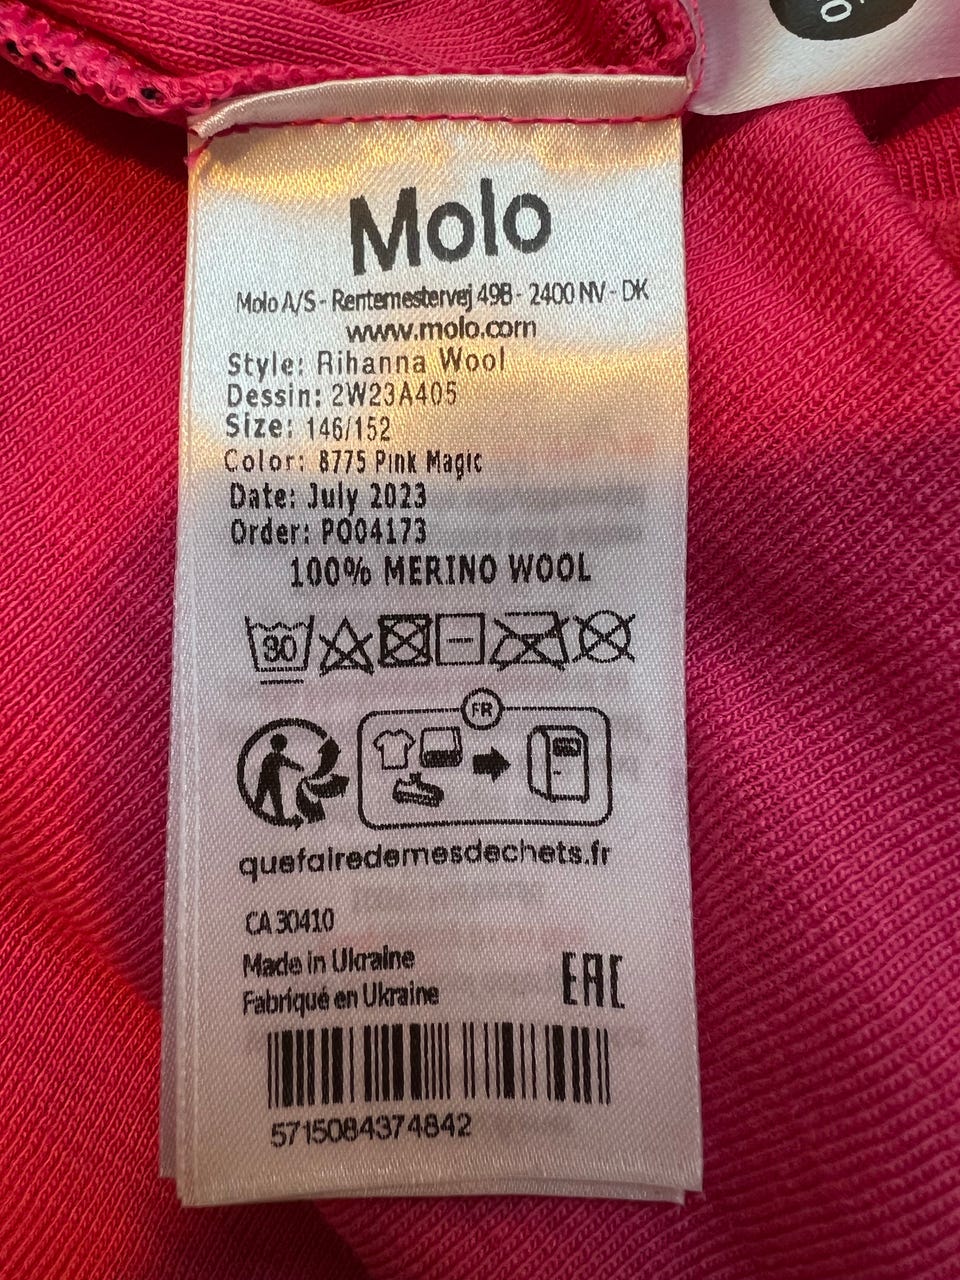 Molo
Molo A/S - Rentemestervej 49B - 2400 NV - DK
www.molo.com
Style: Rihanna Wool
Dessin: 2W23A405
Size: 146/152
Color: 8775 Pink Magic
Date: July 2023
Order: PO04173
100% MERINO WOOL
30
FR
quefairedemesdechets.fr
CA 30410
Made in Ukraine
Fabriqué en Ukraine
EAC
5715084374842